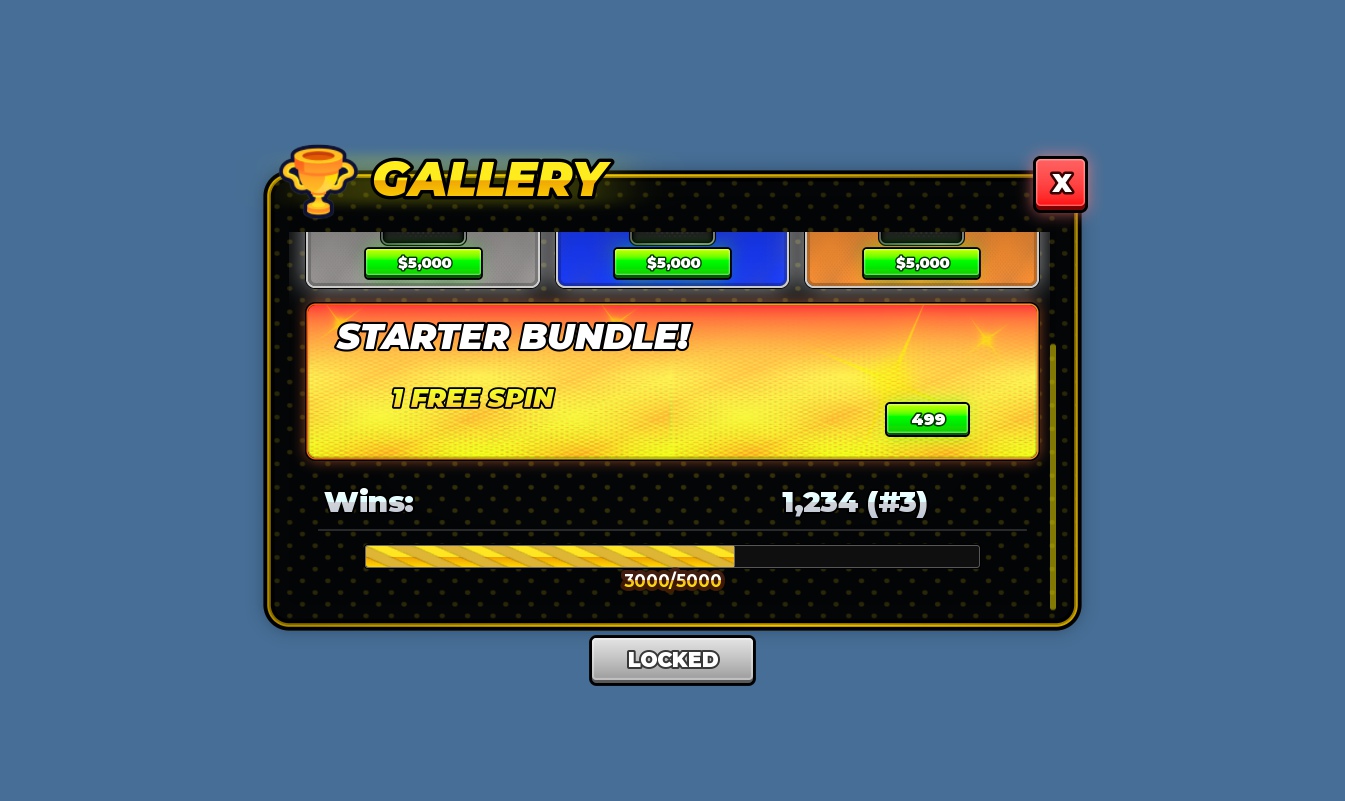 GALLERY
X
$5,000 $5,000 $5,000
STARTER BUNDLE!
1 FREE SPIN
499
Wins: 1,234 (#3)
3000/5000
LOCKED